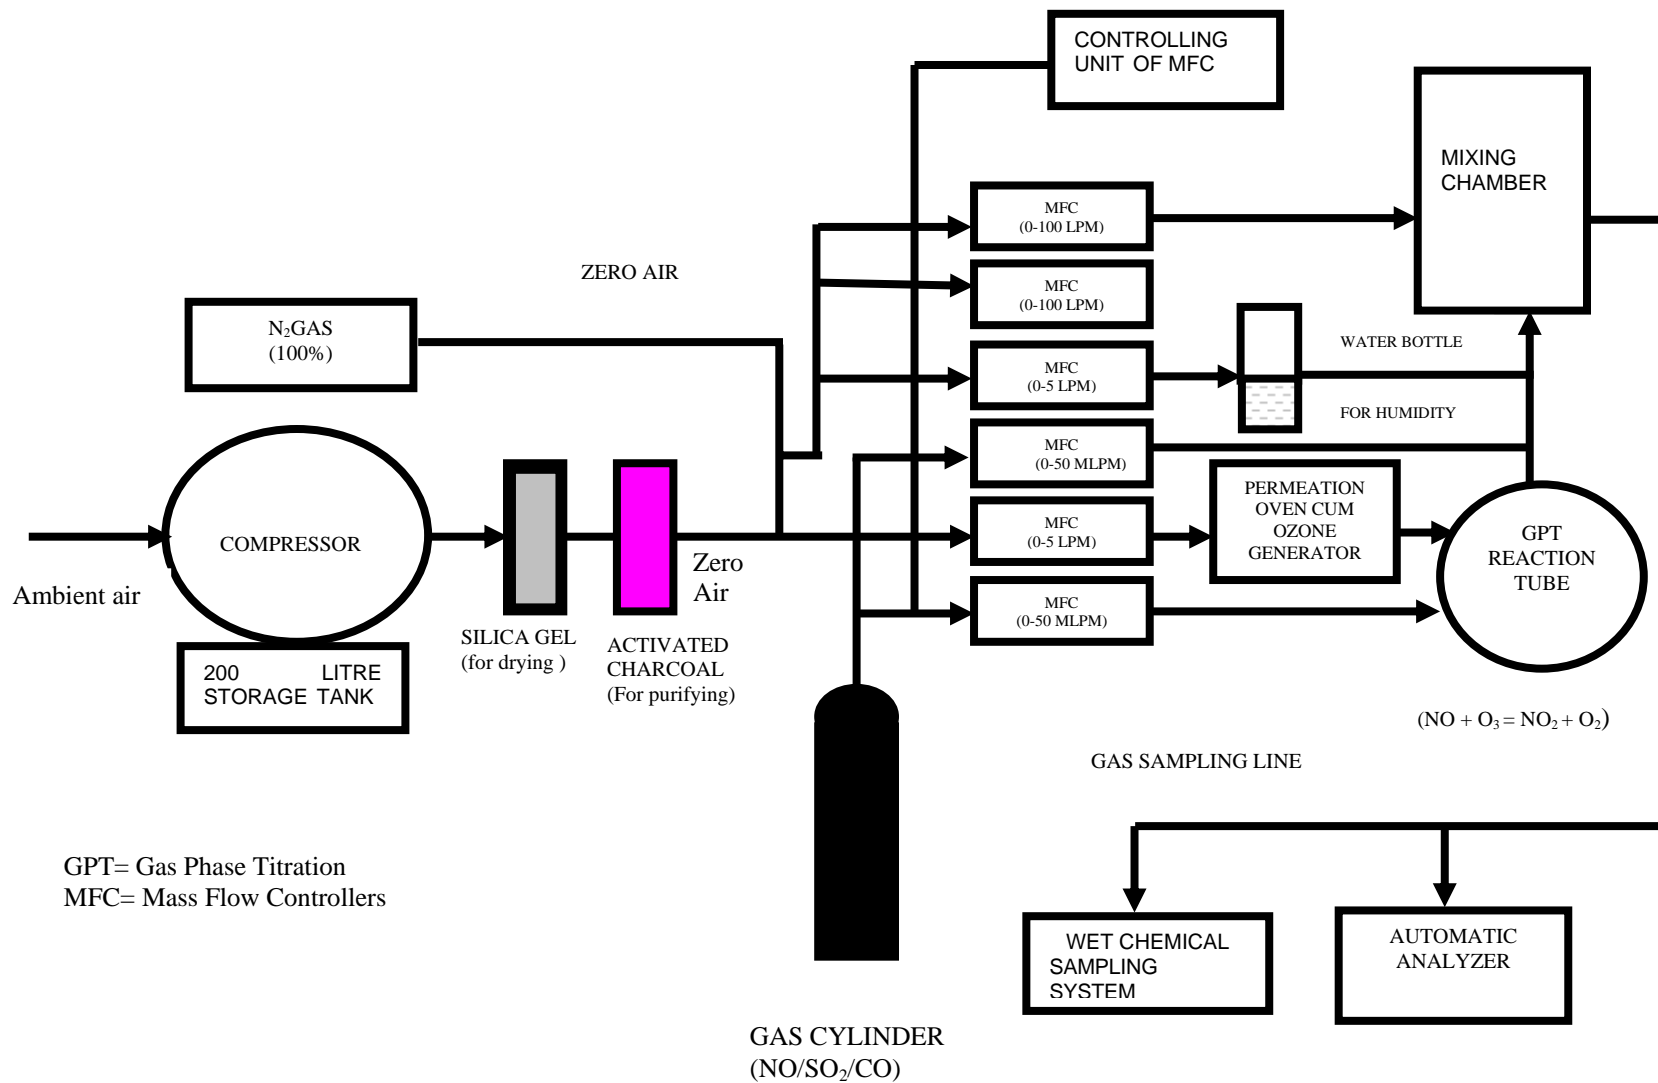 CONTROLLING
UNIT OF MFC
MIXING
CHAMBER
MFC
(0-100 LPM)
ZERO AIR
MFC
(0-100 LPM)
N₂GAS
(100%)
MFC
(0-5 LPM)
WATER BOTTLE
FOR HUMIDITY
MFC
(0-50 MLPM)
PERMEATION
OVEN CUM
OZONE
GENERATOR
COMPRESSOR
MFC
(0-5 LPM)
GPT
REACTION
TUBE
Zero
Air
Ambient air
MFC
(0-50 MLPM)
SILICA GEL
(for drying )
ACTIVATED
CHARCOAL
(For purifying)
200 LITRE
STORAGE TANK
(NO + O₃ = NO₂ + O₂)
GAS SAMPLING LINE
GPT= Gas Phase Titration
MFC= Mass Flow Controllers
WET CHEMICAL
SAMPLING
SYSTEM
AUTOMATIC
ANALYZER
GAS CYLINDER
(NO/SO₂/CO)